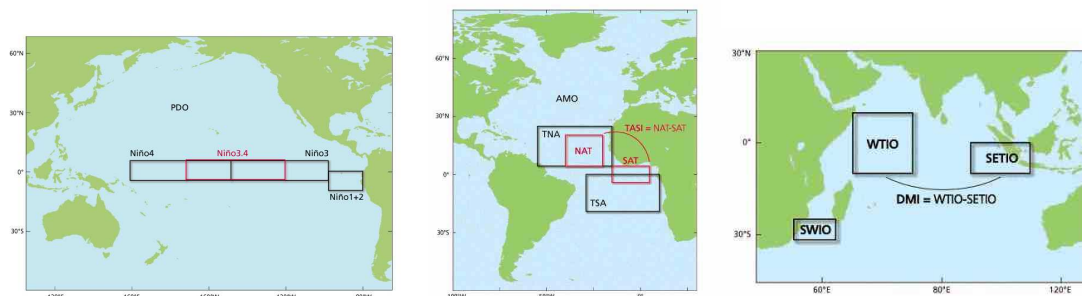 60°N
30°N
0°
30°S
PDO
Niño4
Niño3.4
Niño3
Niño1+2
60°N
30°N
0°
30°S
AMO
TNA
TASI = NAT-SAT
NAT
SAT
TSA
30°N
0°
30°S
WTIO
SETIO
DMI = WTIO-SETIO
SWIO
60°E
80°E
120°E